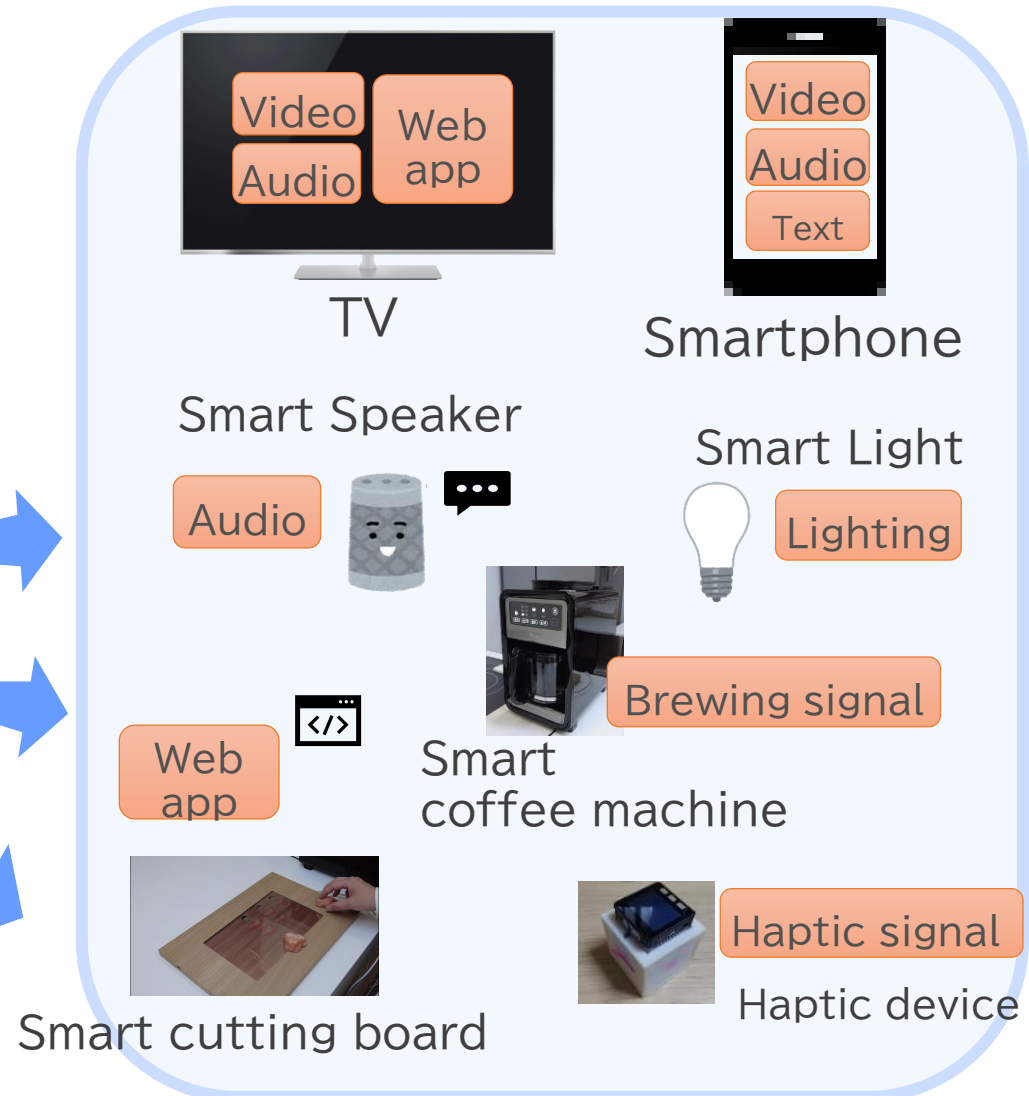 Video
Audio
Web
app
TV
Video
Audio
Text
Smartphone
Smart Speaker
Audio
Smart Light
Lighting
Brewing signal
Smart
coffee machine
</>
Web
app
Smart cutting board
Haptic signal
Haptic device